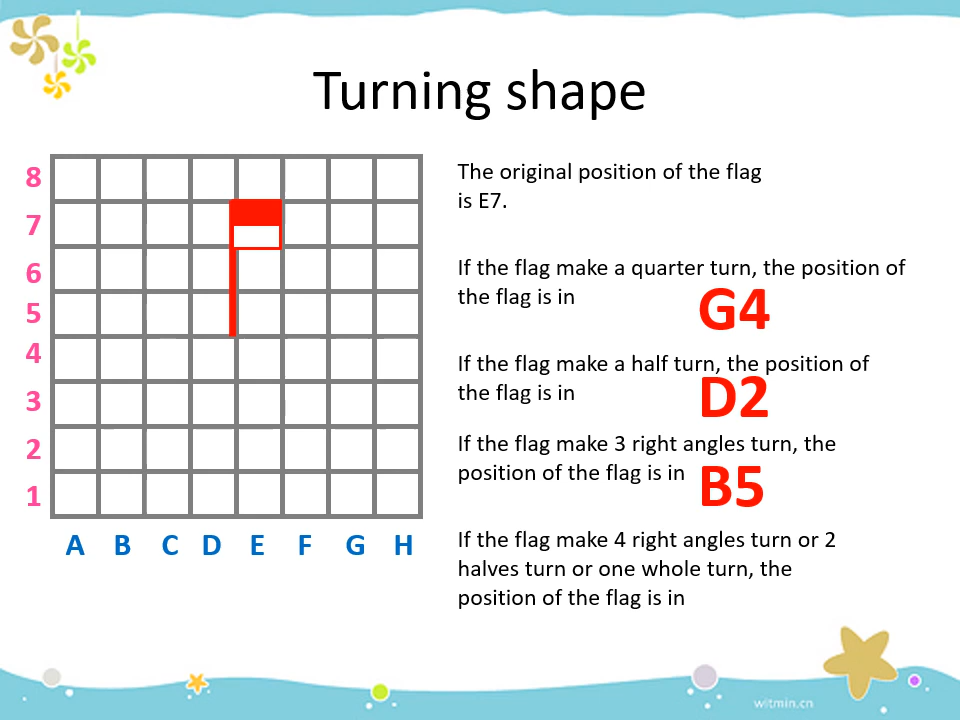 Turning shape
8
7
6
5
4
3
2
1
A B C D E F G H
The original position of the flag
is E7.
If the flag make a quarter turn, the position of
the flag is in
G4
If the flag make a half turn, the position of
the flag is in
D2
If the flag make 3 right angles turn, the
position of the flag is in
B5
If the flag make 4 right angles turn or 2
halves turn or one whole turn, the
position of the flag is in
witmin.cn